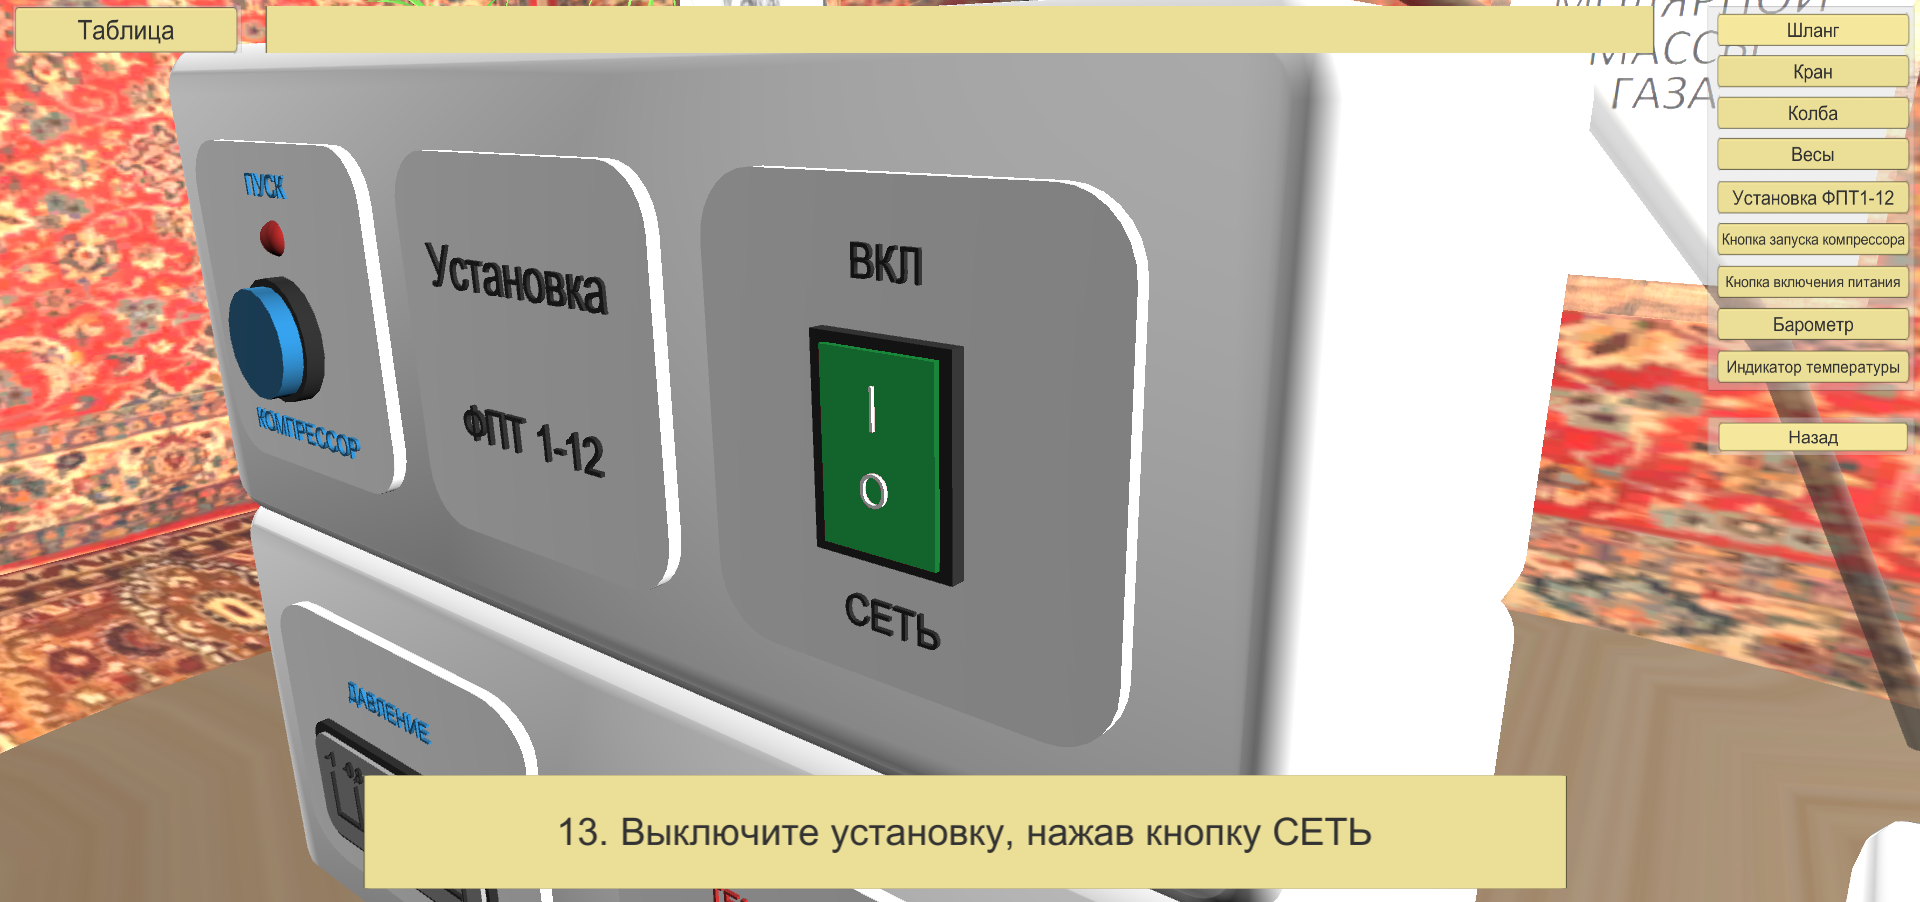 Таблица
МОЛЯРНОЙ
МАССЫ
ГАЗА
Шланг
Кран
Колба
Весы
Установка ФПТ1-12
Кнопка запуска компрессора
Кнопка включения питания
Барометр
Индикатор температуры
Назад
ПУСК
КОМПРЕССОР
Установка
ФПТ 1-12
ВКЛ
I
O
СЕТЬ
ДАВЛЕНИЕ
13. Выключите установку, нажав кнопку СЕТЬ